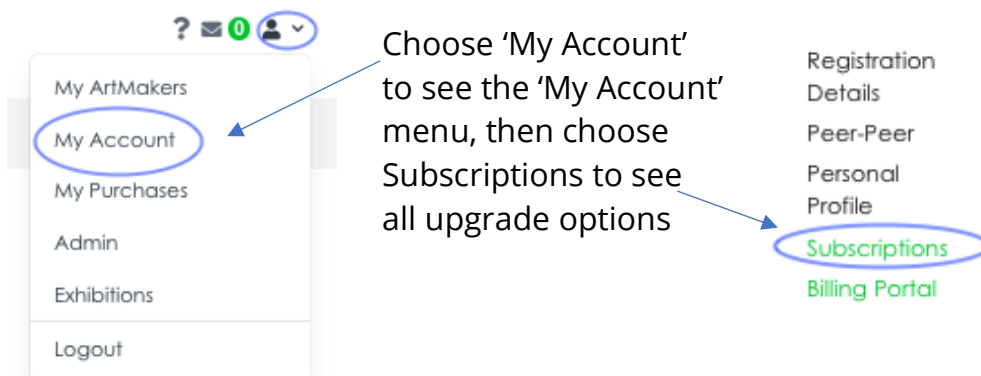 ? 0
My ArtMakers
My Account
My Purchases
Admin
Exhibitions
Logout
Choose ‘My Account’
to see the ‘My Account’
menu, then choose
Subscriptions to see
all upgrade options
Registration
Details
Peer-Peer
Personal
Profile
Subscriptions
Billing Portal